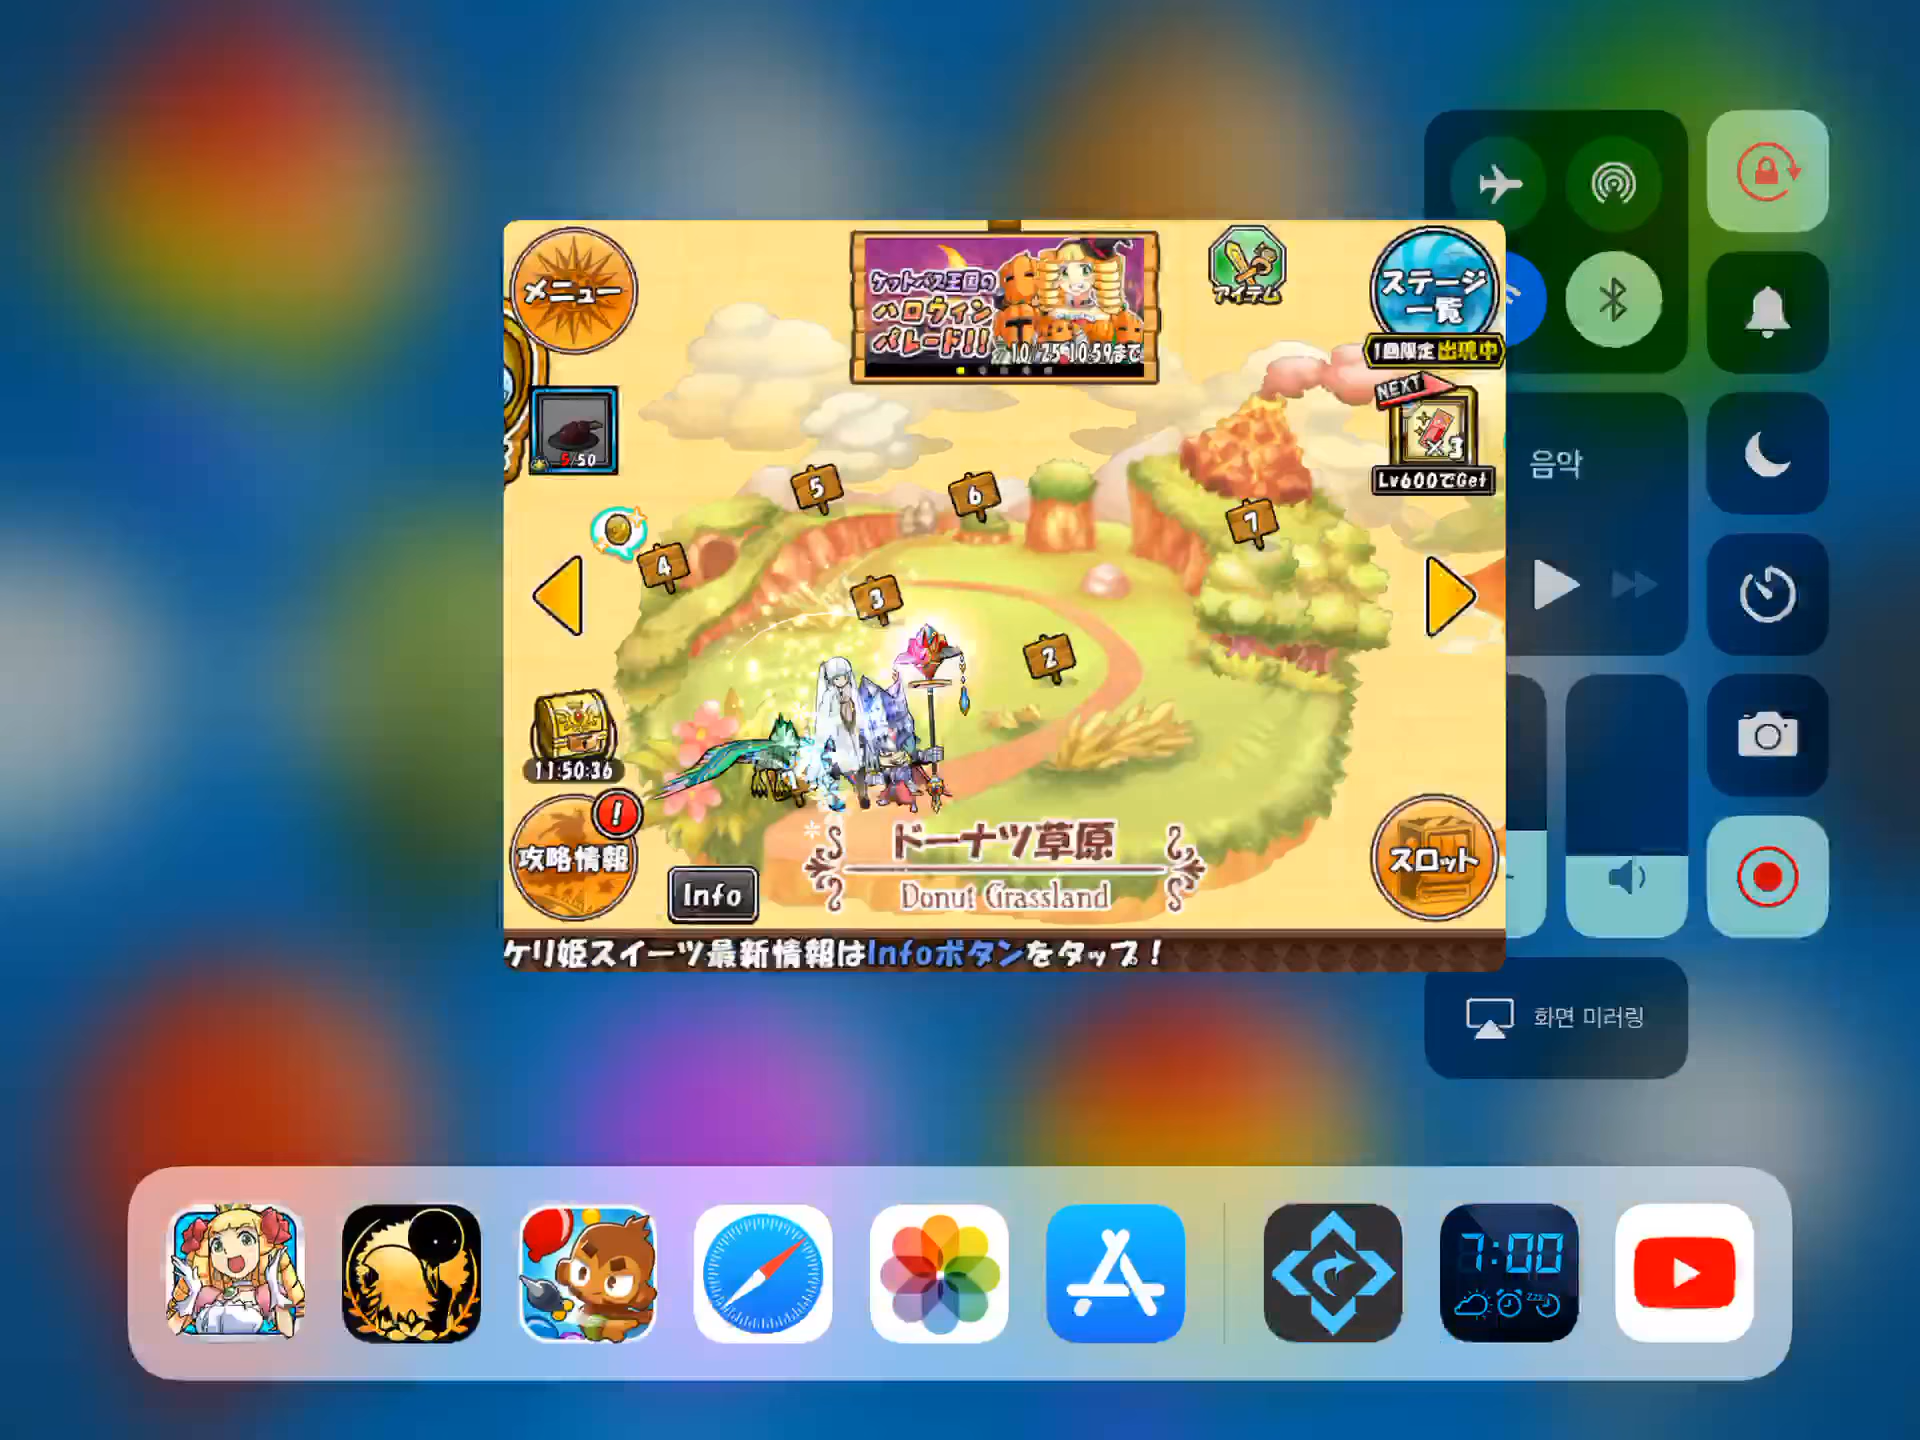 メニュー
ケットバス王国の
ハロウィン
パレード!!
10/25 10:59まで
アイテム
ステージ
一覧
1回限定 出現中
NEXT
×3
Lv600でGet
5/50
5
6
7
4
3
2
11:50:36
!
攻略情報
Info
ドーナツ草原
Donut Grassland
スロット
ケリ姫スイーツ最新情報はInfoボタンをタップ!
음악
화면 미러링
7:00
zzz